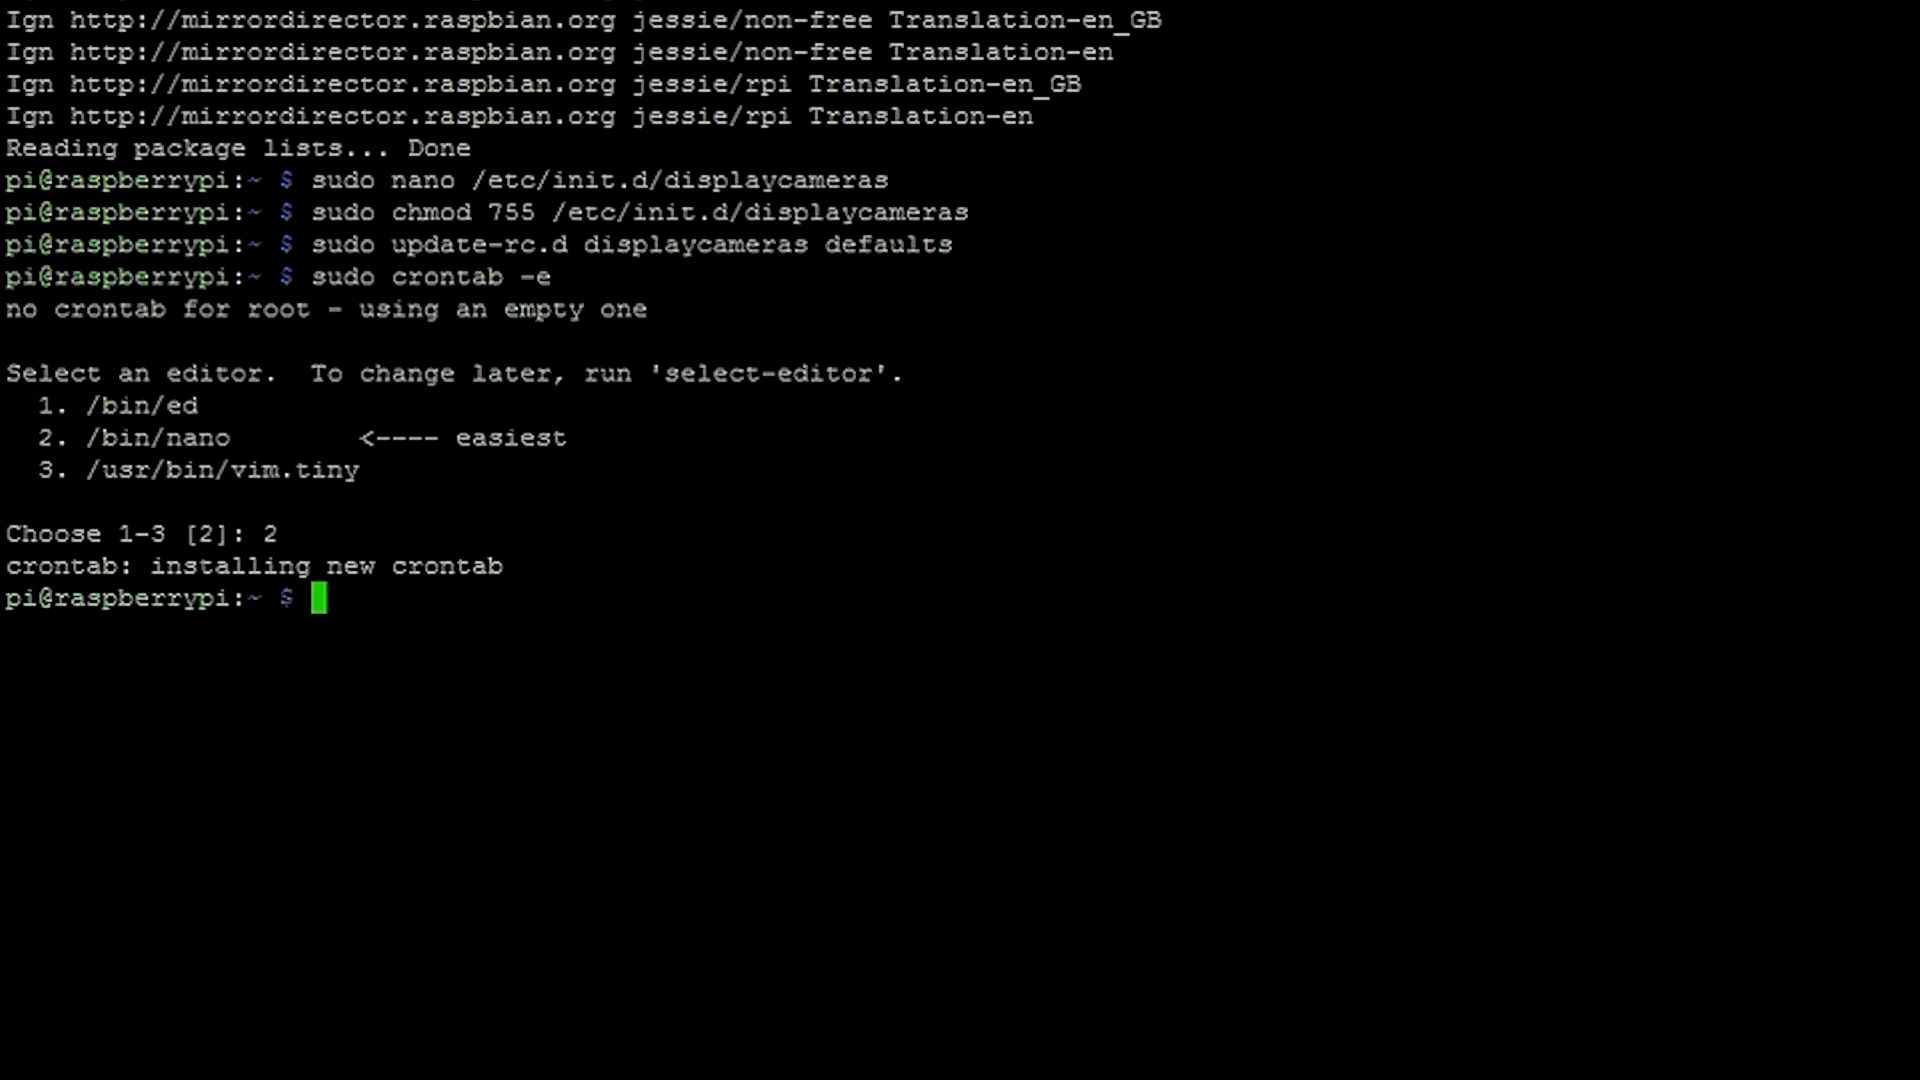 Ign http://mirrordirector.raspbian.org jessie/non-free Translation-en_GB
Ign http://mirrordirector.raspbian.org jessie/non-free Translation-en
Ign http://mirrordirector.raspbian.org jessie/rpi Translation-en_GB
Ign http://mirrordirector.raspbian.org jessie/rpi Translation-en
Reading package lists... Done
pi@raspberrypi:~ $ sudo nano /etc/init.d/displaycameras
pi@raspberrypi:~ $ sudo chmod 755 /etc/init.d/displaycameras
pi@raspberrypi:~ $ sudo update-rc.d displaycameras defaults
pi@raspberrypi:~ $ sudo crontab -e
no crontab for root - using an empty one
Select an editor.  To change later, run 'select-editor'.
  1. /bin/ed
  2. /bin/nano        <---- easiest
  3. /usr/bin/vim.tiny
Choose 1-3 [2]: 2
crontab: installing new crontab
pi@raspberrypi:~ $